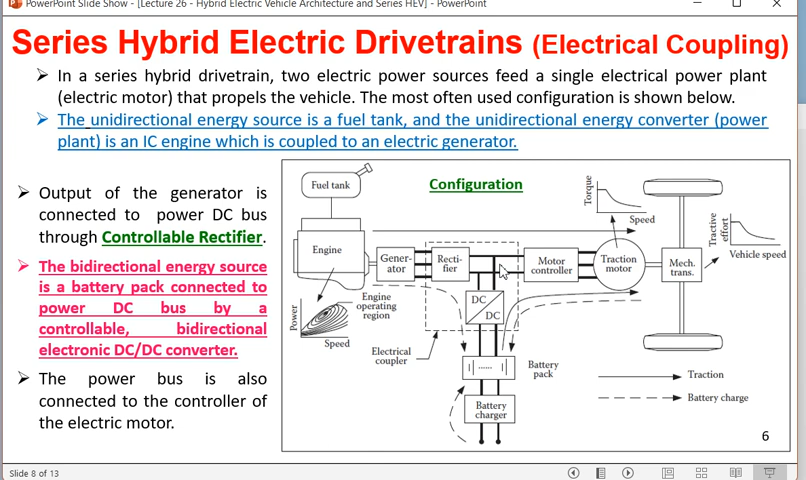 PowerPoint Slide Show - [Lecture 26 - Hybrid Electric Vehicle Architecture and Series HEV] - PowerPoint
Series Hybrid Electric Drivetrains (Electrical Coupling)
In a series hybrid drivetrain, two electric power sources feed a single electrical power plant
(electric motor) that propels the vehicle. The most often used configuration is shown below.
The unidirectional energy source is a fuel tank, and the unidirectional energy converter (power
plant) is an IC engine which is coupled to an electric generator.
Output of the generator is
connected to power DC bus
through Controllable Rectifier.
The bidirectional energy source
is a battery pack connected to
power DC bus by a
controllable, bidirectional
electronic DC/DC converter.
The power bus is also
connected to the controller of
the electric motor.
Configuration
Fuel tank
Engine
Gener-
ator
Recti-
fier
Motor
controller
Traction
motor
Mech.
trans.
Torque
Speed
Tractive
effort
Vehicle speed
Power
Speed
Engine
operating
region
DC
DC
Electrical
coupler
Battery
pack
Battery
charger
Traction
Battery charge
6
Slide 8 of 13